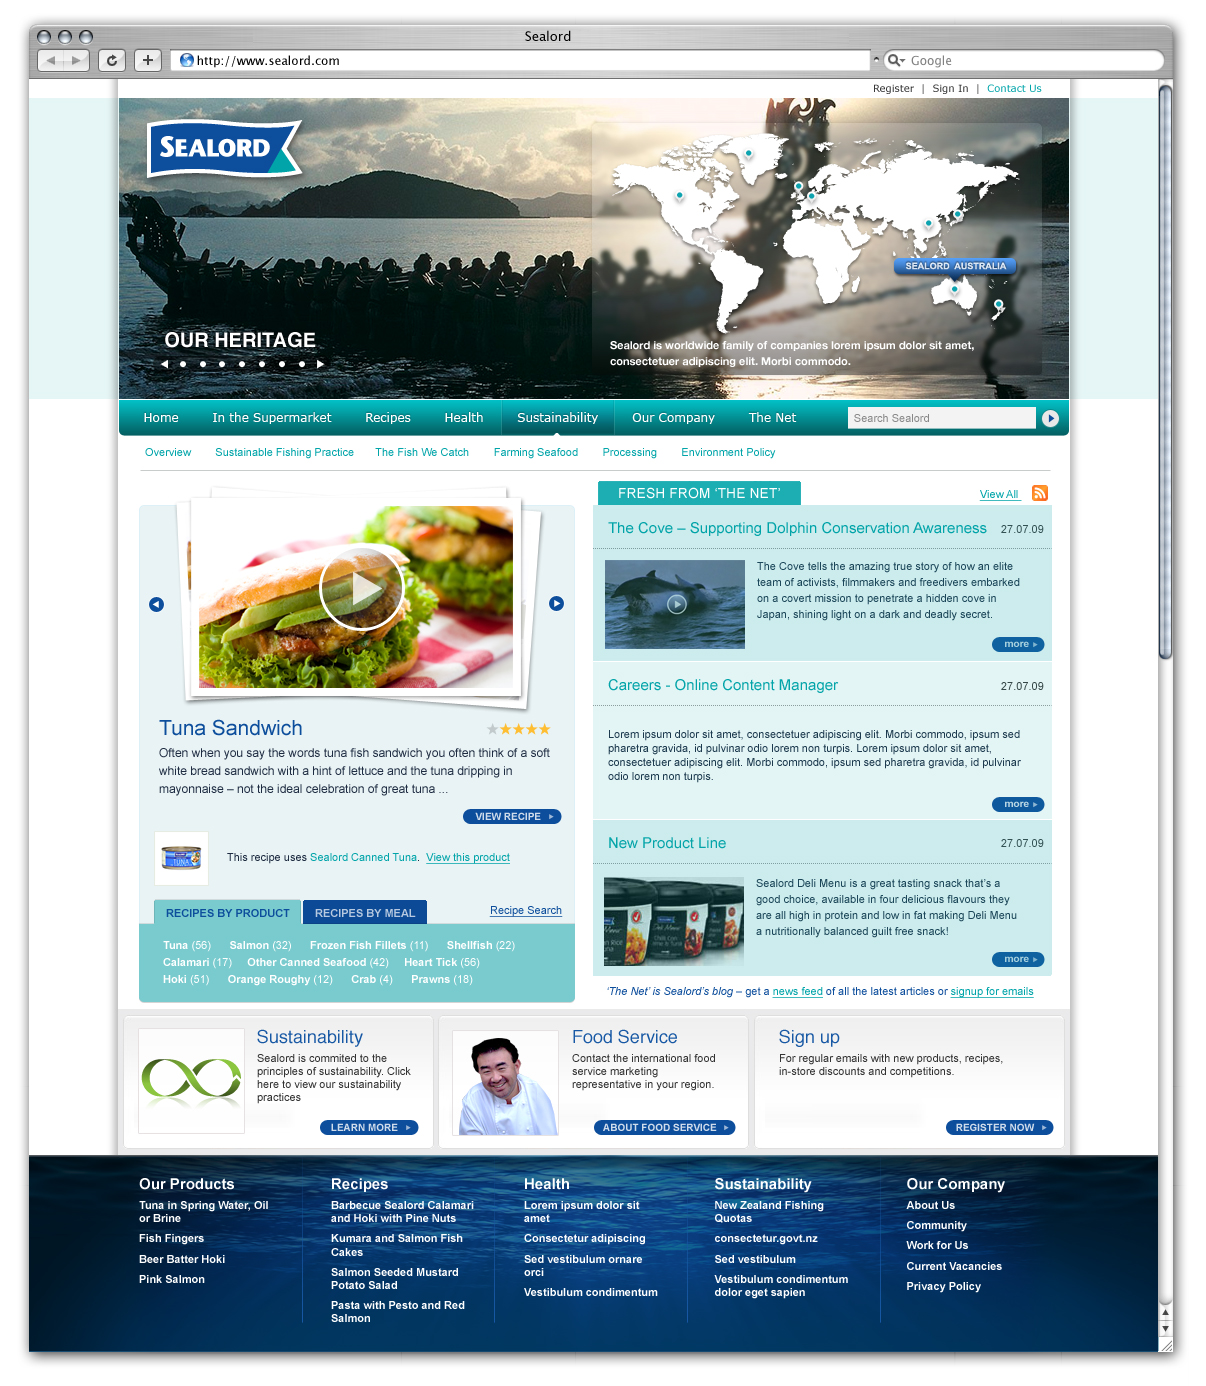 Sealord
http://www.sealord.com
Google
Register | Sign In | Contact Us
SEALORD
SEALORD AUSTRALIA
OUR HERITAGE
Sealord is worldwide family of companies lorem ipsum dolor sit amet,
consectetuer adipiscing elit. Morbi commodo.
Home In the Supermarket Recipes Health Sustainability Our Company The Net Search Sealord
Overview Sustainable Fishing Practice The Fish We Catch Farming Seafood Processing Environment Policy
Tuna Sandwich
Often when you say the words tuna fish sandwich you often think of a soft
white bread sandwich with a hint of lettuce and the tuna dripping in
mayonnaise – not the ideal celebration of great tuna ...
VIEW RECIPE
TUNA
This recipe uses Sealord Canned Tuna. View this product
RECIPES BY PRODUCT RECIPES BY MEAL Recipe Search
Tuna (56) Salmon (32) Frozen Fish Fillets (11) Shellfish (22)
Calamari (17) Other Canned Seafood (42) Heart Tick (56)
Hoki (51) Orange Roughy (12) Crab (4) Prawns (18)
FRESH FROM ‘THE NET’ View All
The Cove – Supporting Dolphin Conservation Awareness 27.07.09
The Cove tells the amazing true story of how an elite
team of activists, filmmakers and freedivers embarked
on a covert mission to penetrate a hidden cove in
Japan, shining light on a dark and deadly secret.
more
Careers - Online Content Manager 27.07.09
Lorem ipsum dolor sit amet, consectetuer adipiscing elit. Morbi commodo, ipsum sed
pharetra gravida, id pulvinar odio lorem non turpis. Lorem ipsum dolor sit amet,
consectetuer adipiscing elit. Morbi commodo, ipsum sed pharetra gravida, id pulvinar
odio lorem non turpis.
more
New Product Line 27.07.09
Sealord Deli Menu is a great tasting snack that’s a
good choice, available in four delicious flavours they
are all high in protein and low in fat making Deli Menu
a nutritionally balanced guilt free snack!
more
‘The Net’ is Sealord’s blog – get a news feed of all the latest articles or signup for emails
Sustainability
Sealord is commited to the
principles of sustainability. Click
here to view our sustainability
practices
LEARN MORE
Food Service
Contact the international food
service marketing
representative in your region.
ABOUT FOOD SERVICE
Sign up
For regular emails with new products, recipes,
in-store discounts and competitions.
REGISTER NOW
Our Products
Tuna in Spring Water, Oil
or Brine
Fish Fingers
Beer Batter Hoki
Pink Salmon
Recipes
Barbecue Sealord Calamari
and Hoki with Pine Nuts
Kumara and Salmon Fish
Cakes
Salmon Seeded Mustard
Potato Salad
Pasta with Pesto and Red
Salmon
Health
Lorem ipsum dolor sit
amet
Consectetur adipiscing
Sed vestibulum ornare
orci
Vestibulum condimentum
Sustainability
New Zealand Fishing
Quotas
consectetur.govt.nz
Sed vestibulum
Vestibulum condimentum
dolor eget sapien
Our Company
About Us
Community
Work for Us
Current Vacancies
Privacy Policy